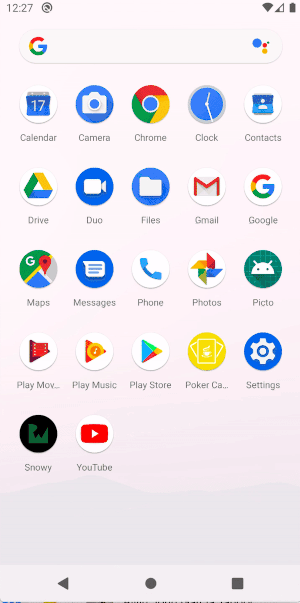 12:27
G
17
Calendar Camera Chrome Clock Contacts
Drive Duo Files Gmail Google
G
Maps Messages Phone Photos Picto
Play Mov... Play Music Play Store Poker Ca... Settings
Snowy YouTube